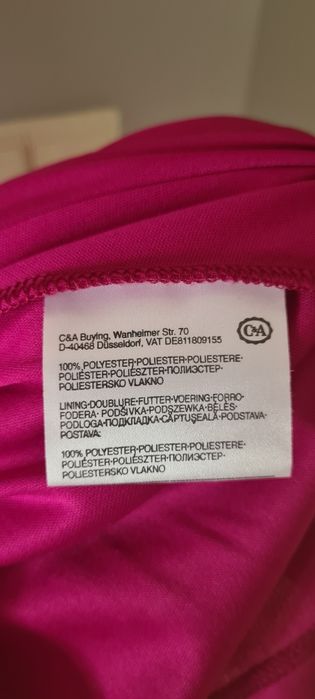 C&A Buying, Wanheimer Str. 70
D-40468 Düsseldorf, VAT DE811809155
C&A
100% POLYESTER·POLIESTER·POLIESTERE·
POLIÉSTER·POLIÉSZTER·ПОЛИЭСТЕР·
POLIESTERSKO VLAKNO
LINING·DOUBLURE·FUTTER·VOERING·FORRO·
FODERA· PODŠÍVKA·PODSZEWKA·BÉLÉS·
PODLOGA·ПОДКЛАДКА·CĂPTUŞEALĂ·PODSTAVA·
POSTAVA:
100% POLYESTER·POLIESTER·POLIESTERE·
POLIÉSTER·POLIÉSZTER·ПОЛИЭСТЕР·
POLIESTERSKO VLAKNO